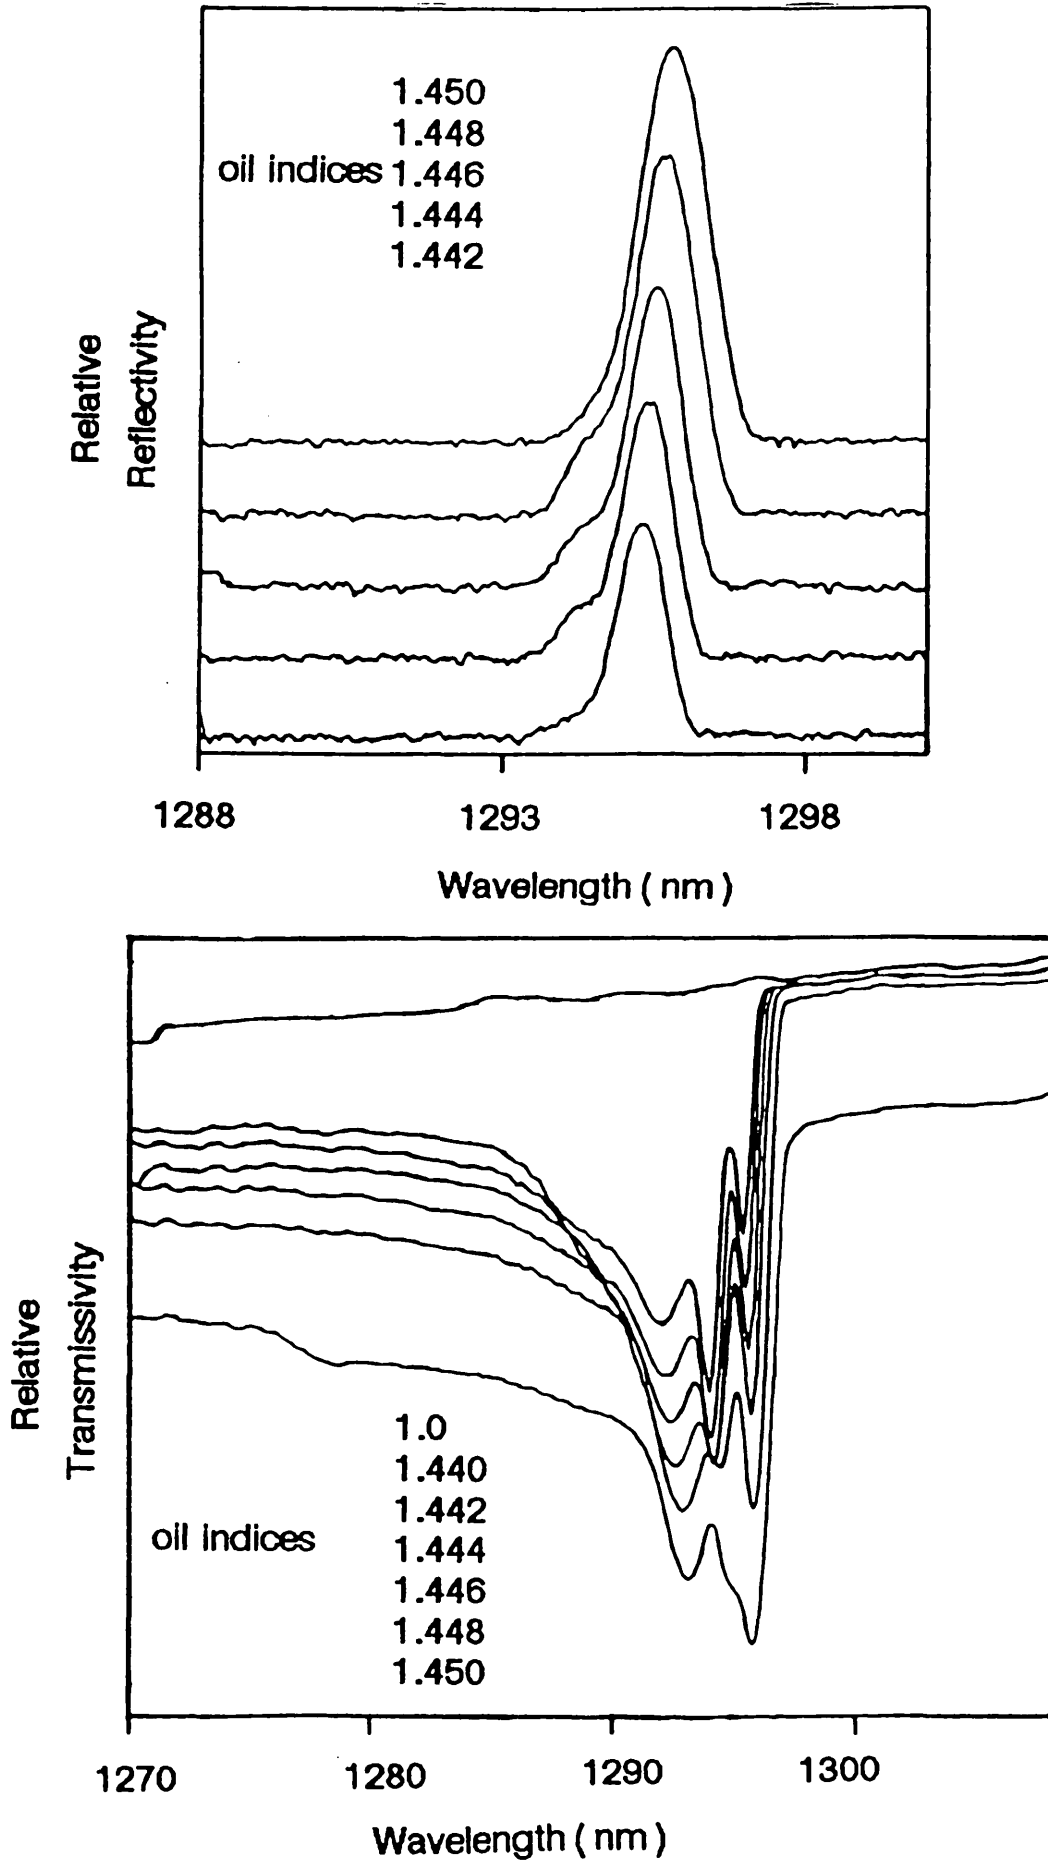 1.450
1.448
oil indices 1.446
1.444
1.442
Relative
Reflectivity
1288 1293 1298
Wavelength ( nm )
Relative
Transmissivity
1.0
1.440
1.442
oil indices 1.444
1.446
1.448
1.450
1270 1280 1290 1300
Wavelength ( nm )